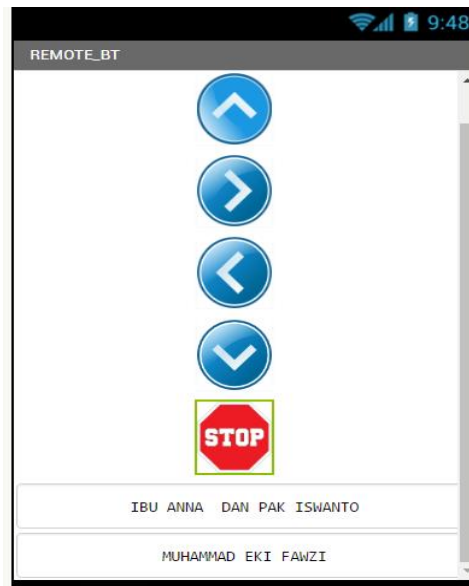 9:48
REMOTE_BT
STOP
IBU ANNA  DAN PAK ISWANTO
MUHAMMAD EKI FAWZI